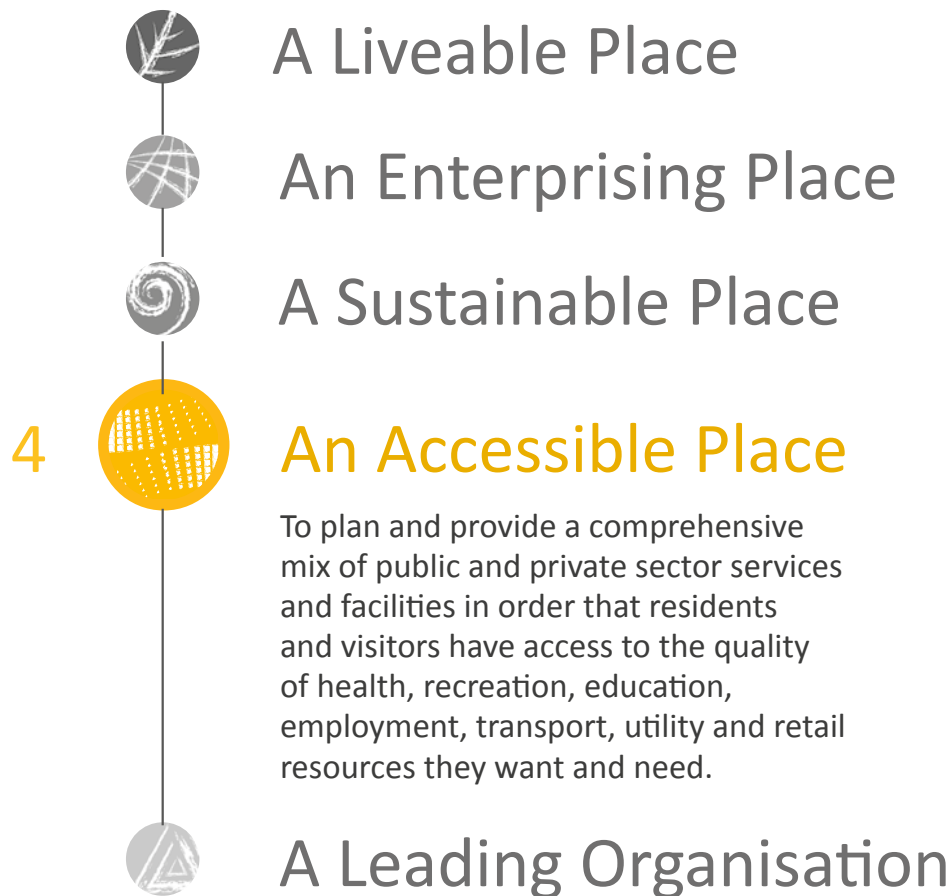 A Liveable Place
An Enterprising Place
A Sustainable Place
4 An Accessible Place
To plan and provide a comprehensive
mix of public and private sector services
and facilities in order that residents
and visitors have access to the quality
of health, recreation, education,
employment, transport, utility and retail
resources they want and need.
A Leading Organisation